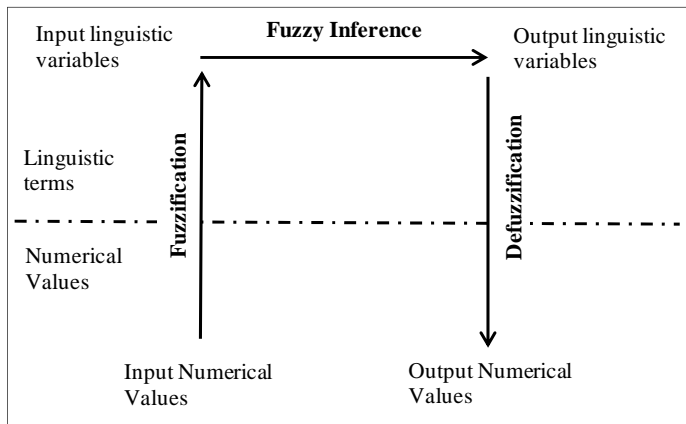 Input linguistic
variables
Fuzzy Inference
Output linguistic
variables
Linguistic
terms
Fuzzification
Defuzzification
Numerical
Values
Input Numerical
Values
Output Numerical
Values